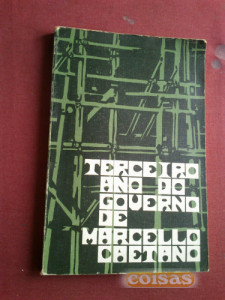 TERCEIRO
ANO DO
GOVERNO
DE
MARCELLO
CAETANO
coisas